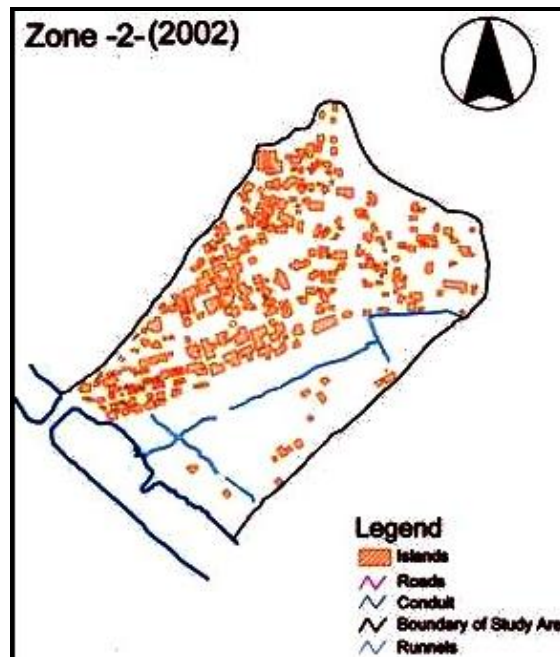 Zone -2-(2002)
Legend
Islands
Roads
Conduit
Boundary of Study Are
Runnels